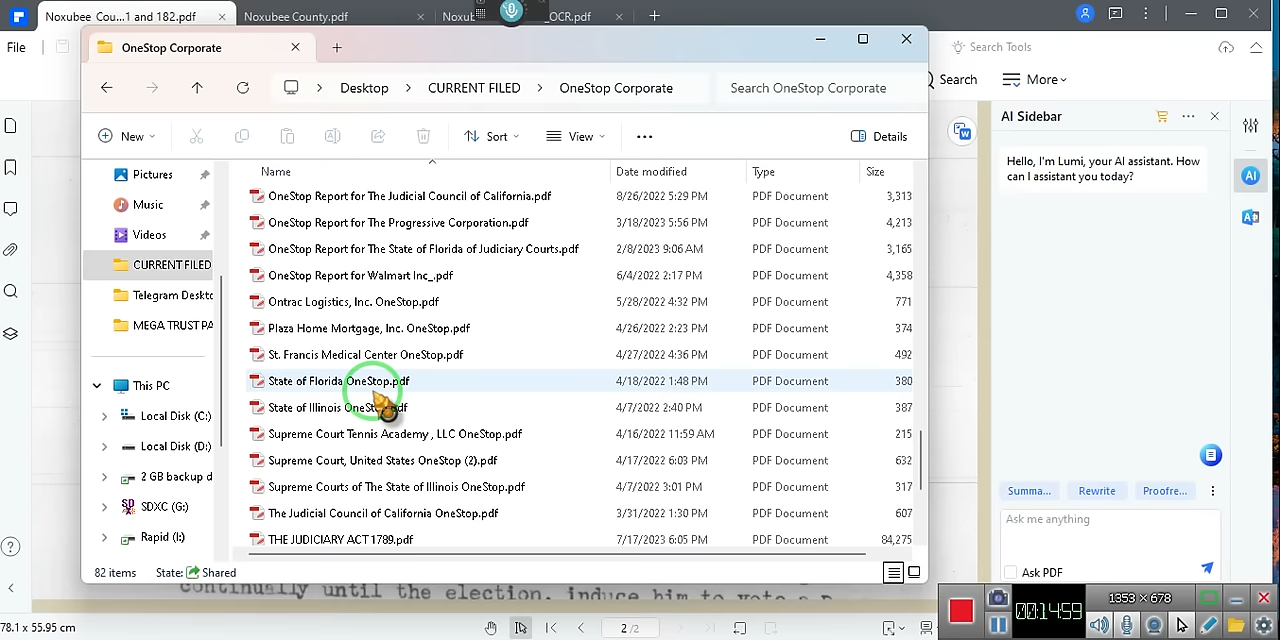 Noxubee Cou...1 and 182.pdf
Noxubee County.pdf
Noxub
_OCR.pdf
File
OneStop Corporate
Search Tools
Desktop > CURRENT FILED > OneStop Corporate
Search OneStop Corporate
Search
More
New
Sort
View
Details
AI Sidebar
Hello, I'm Lumi, your AI assistant. How
can I assistant you today?
Pictures
Music
Videos
CURRENT FILED
Telegram Deskto
MEGA TRUST PA
This PC
Local Disk (C:)
Local Disk (D:)
2 GB backup d
SDXC (G:)
Rapid (I:)
Name Date modified Type Size
OneStop Report for The Judicial Council of California.pdf 8/26/2022 5:29 PM PDF Document 3,313
OneStop Report for The Progressive Corporation.pdf 3/18/2023 5:56 PM PDF Document 4,213
OneStop Report for The State of Florida of Judiciary Courts.pdf 2/8/2023 9:06 AM PDF Document 3,165
OneStop Report for Walmart Inc_.pdf 6/4/2022 2:17 PM PDF Document 4,358
Ontrac Logistics, Inc. OneStop.pdf 5/28/2022 4:32 PM PDF Document 771
Plaza Home Mortgage, Inc. OneStop.pdf 4/26/2022 2:23 PM PDF Document 374
St. Francis Medical Center OneStop.pdf 4/27/2022 4:36 PM PDF Document 492
State of Florida OneStop.pdf 4/18/2022 1:48 PM PDF Document 380
State of Illinois OneStop.pdf 4/7/2022 2:40 PM PDF Document 387
Supreme Court Tennis Academy , LLC OneStop.pdf 4/16/2022 11:59 AM PDF Document 215
Supreme Court, United States OneStop (2).pdf 4/17/2022 6:03 PM PDF Document 632
Supreme Courts of The State of Illinois OneStop.pdf 4/7/2022 3:01 PM PDF Document 317
The Judicial Council of California OneStop.pdf 3/31/2022 1:30 PM PDF Document 607
THE JUDICIARY ACT 1789.pdf 7/17/2023 6:05 PM PDF Document 84,275
82 items State: Shared
AI
Summa...
Rewrite
Proofre...
Ask me anything
Ask PDF
continually until the election, induce him to vote a
1353 × 678
00:14:59
78.1 x 55.95 cm
2 /2